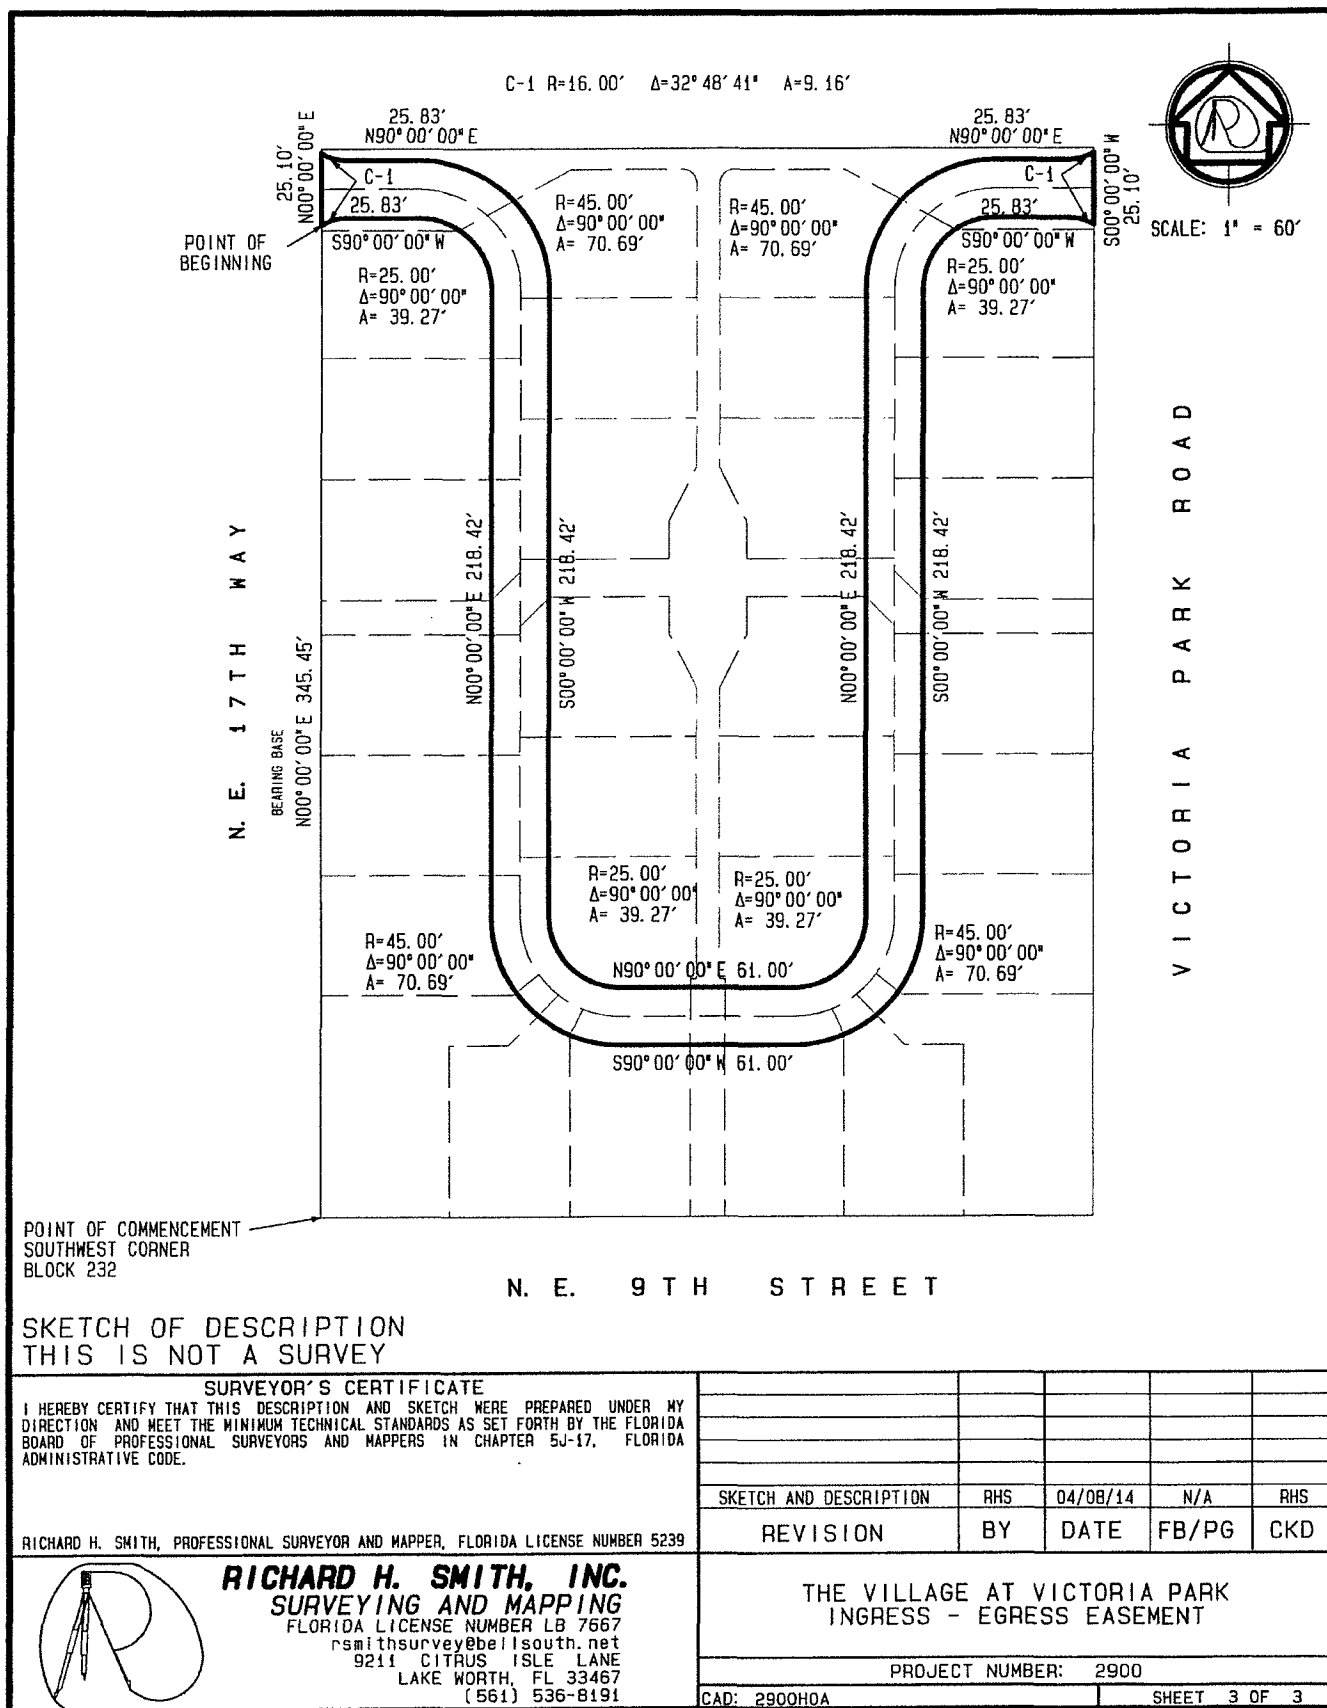 C-1 R=16.00' Δ=32°48'41" A=9.16'
25.83'
N90°00'00"E
25.83'
N90°00'00"E
25.10'
N00°00'00"E
C-1
25.83'
S90°00'00"W
POINT OF
BEGINNING
R=25.00'
Δ=90°00'00"
A= 39.27'
R=45.00'
Δ=90°00'00"
A= 70.69'
R=45.00'
Δ=90°00'00"
A= 70.69'
C-1
25.83'
S90°00'00"W
R=25.00'
Δ=90°00'00"
A= 39.27'
S00°00'00"W
25.10'
SCALE: 1" = 60'
N.E. 17TH WAY
BEARING BASE
N00°00'00"E 345.45'
N00°00'00"E 218.42'
S00°00'00"W 218.42'
N00°00'00"E 218.42'
S00°00'00"W 218.42'
VICTORIA PARK ROAD
R=25.00'
Δ=90°00'00"
A= 39.27'
R=25.00'
Δ=90°00'00"
A= 39.27'
R=45.00'
Δ=90°00'00"
A= 70.69'
R=45.00'
Δ=90°00'00"
A= 70.69'
N90°00'00"E 61.00'
S90°00'00"W 61.00'
POINT OF COMMENCEMENT
SOUTHWEST CORNER
BLOCK 232
N.E. 9TH STREET
SKETCH OF DESCRIPTION
THIS IS NOT A SURVEY
SURVEYOR'S CERTIFICATE
I HEREBY CERTIFY THAT THIS DESCRIPTION AND SKETCH WERE PREPARED UNDER MY
DIRECTION AND MEET THE MINIMUM TECHNICAL STANDARDS AS SET FORTH BY THE FLORIDA
BOARD OF PROFESSIONAL SURVEYORS AND MAPPERS IN CHAPTER 5J-17, FLORIDA
ADMINISTRATIVE CODE.
RICHARD H. SMITH, PROFESSIONAL SURVEYOR AND MAPPER, FLORIDA LICENSE NUMBER 5239
SKETCH AND DESCRIPTION RHS 04/08/14 N/A RHS
REVISION BY DATE FB/PG CKD
RICHARD H. SMITH, INC.
SURVEYING AND MAPPING
FLORIDA LICENSE NUMBER LB 7667
rsmithsurvey@bellsouth.net
9211 CITRUS ISLE LANE
LAKE WORTH, FL 33467
(561) 536-8191
THE VILLAGE AT VICTORIA PARK
INGRESS - EGRESS EASEMENT
PROJECT NUMBER: 2900
CAD: 2900HOA SHEET 3 OF 3